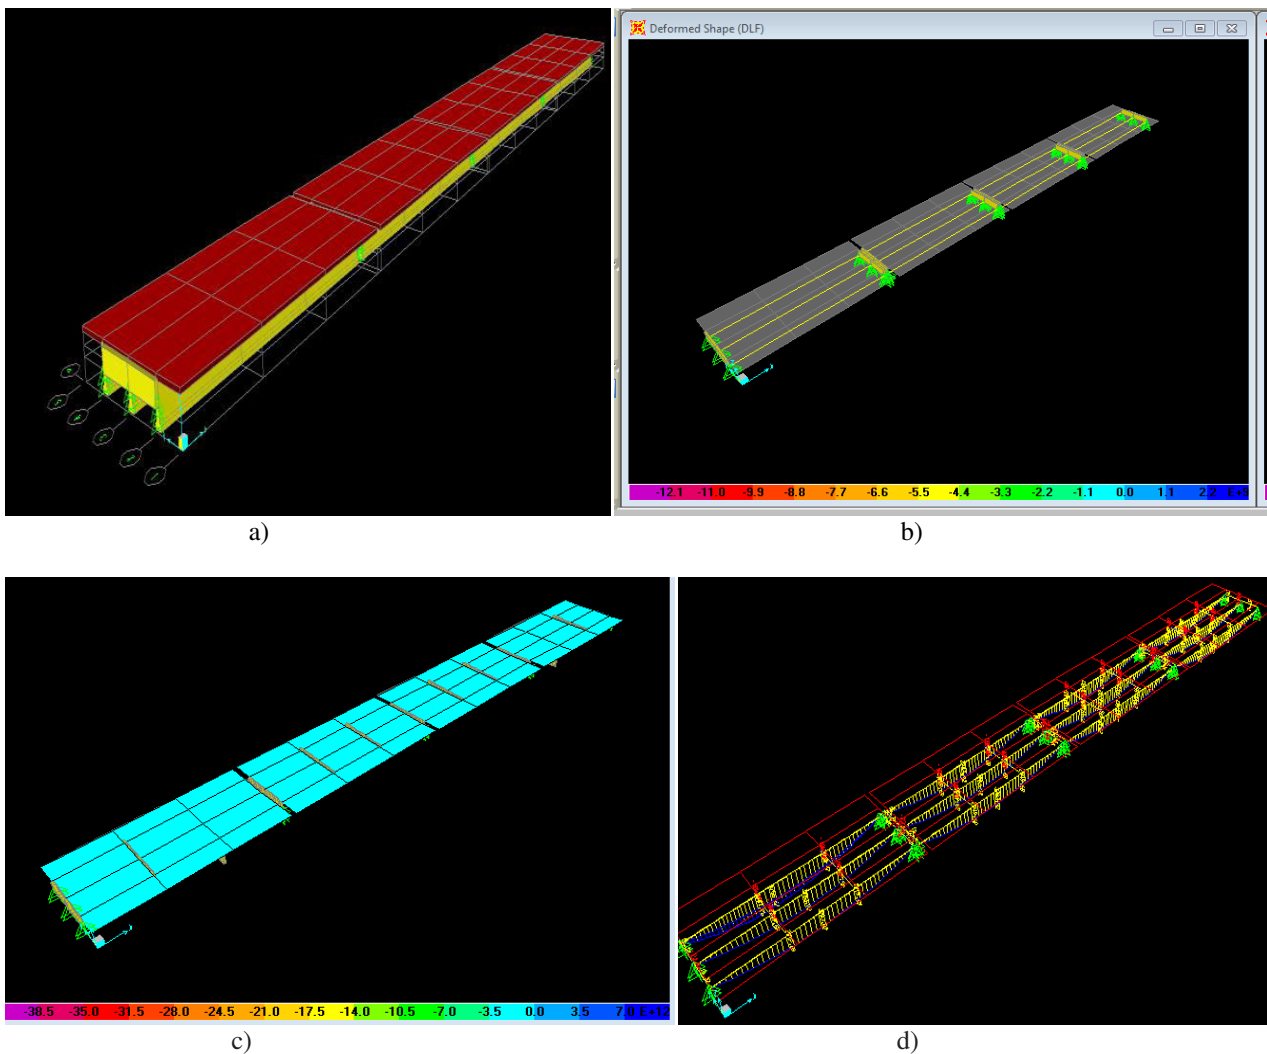 Deformed Shape (DLF)
-12.1 -11.0 -9.9 -8.8 -7.7 -6.6 -5.5 -4.4 -3.3 -2.2 -1.1 0.0 1.1 2.2
a)
b)
-38.5 -35.0 -31.5 -28.0 -24.5 -21.0 -17.5 -14.0 -10.5 -7.0 -3.5 0.0 3.5 7.0 E+12
c)
d)